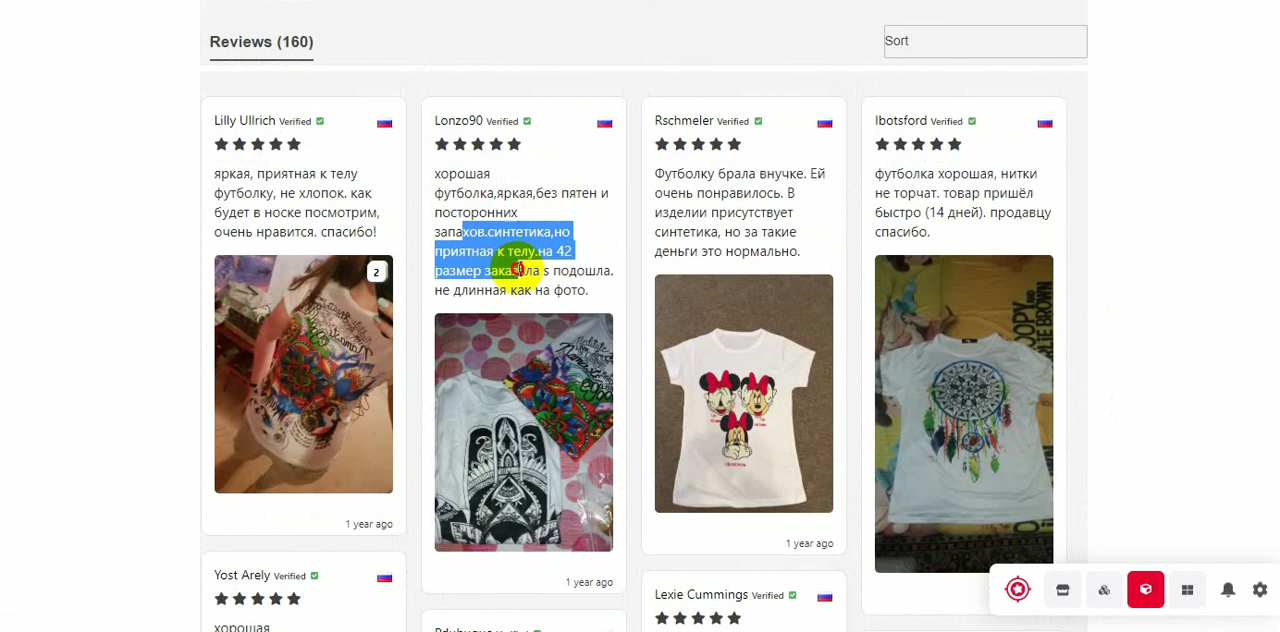 Reviews (160)
Sort
Lilly Ullrich Verified
яркая, приятная к телу
футболку, не хлопок. как
будет в носке посмотрим,
очень нравится. спасибо!
2
1 year ago
Lonzo90 Verified
хорошая
футболка,яркая,без пятен и
посторонних
запахов.синтетика,но
приятная к телу.на 42
размер заказала s подошла.
не длинная как на фото.
1 year ago
Rschmeler Verified
Футболку брала внучке. Ей
очень понравилось. В
изделии присутствует
синтетика, но за такие
деньги это нормально.
1 year ago
Ibotsford Verified
футболка хорошая, нитки
не торчат. товар пришёл
быстро (14 дней). продавцу
спасибо.
Yost Arely Verified
хорошая
Lexie Cummings Verified